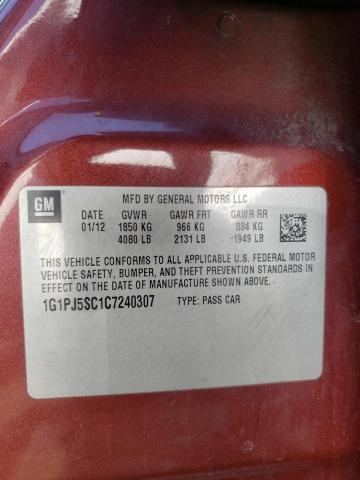 GM
MFD BY GENERAL MOTORS LLC
DATE GVWR GAWR FRT GAWR RR
01/12 1850 KG 966 KG 884 KG
4080 LB 2131 LB 1949 LB
THIS VEHICLE CONFORMS TO ALL APPLICABLE U.S. FEDERAL MOTOR
VEHICLE SAFETY, BUMPER, AND THEFT PREVENTION STANDARDS
IN EFFECT ON THE DATE OF MANUFACTURE SHOWN ABOVE.
1G1PJ5SC1C7240307 TYPE: PASS CAR